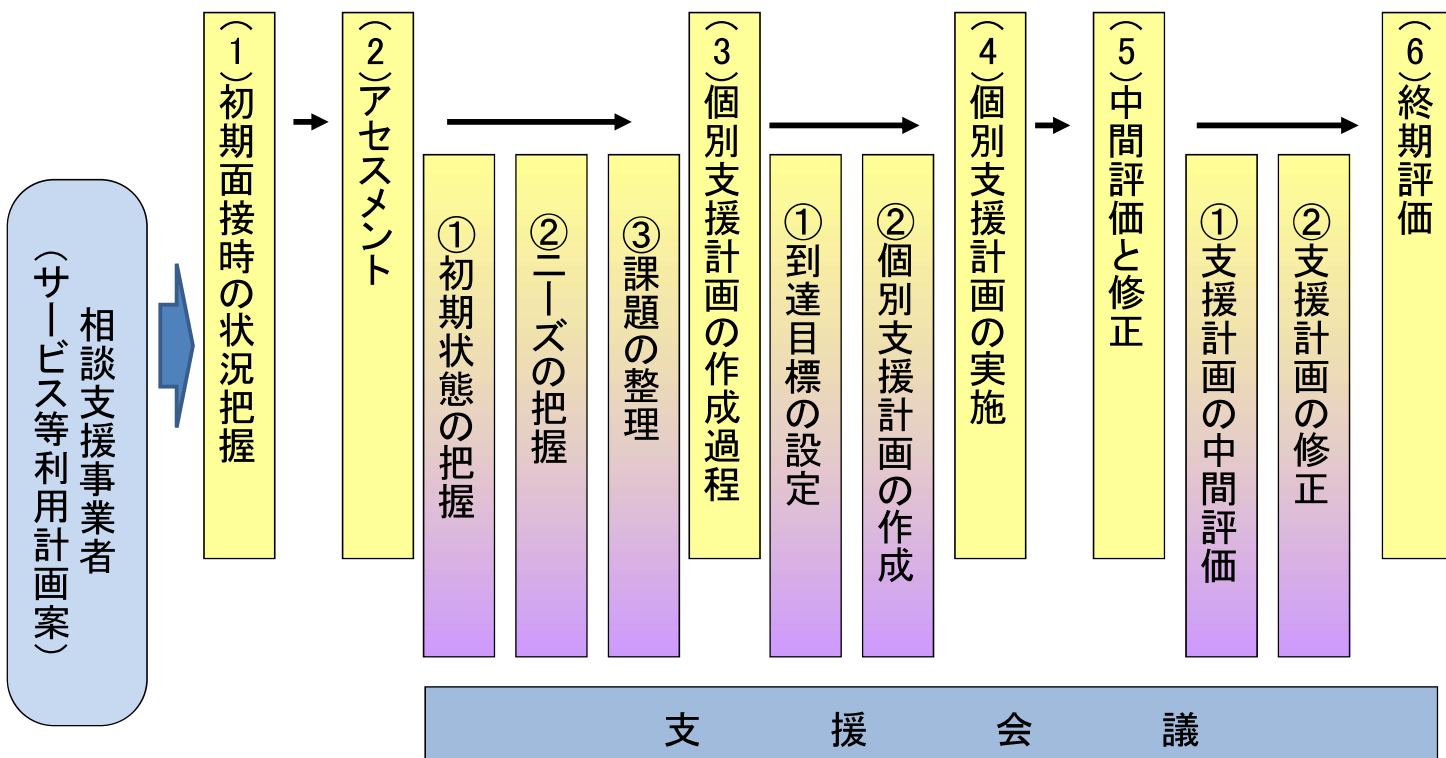 相談支援事業者
（サービス等利用計画案）
（１）初期面接時の状況把握
（２）アセスメント
①初期状態の把握
②ニーズの把握
③課題の整理
（３）個別支援計画の作成過程
①到達目標の設定
②個別支援計画の作成
（４）個別支援計画の実施
（５）中間評価と修正
①支援計画の中間評価
②支援計画の修正
（６）終期評価
支援会議